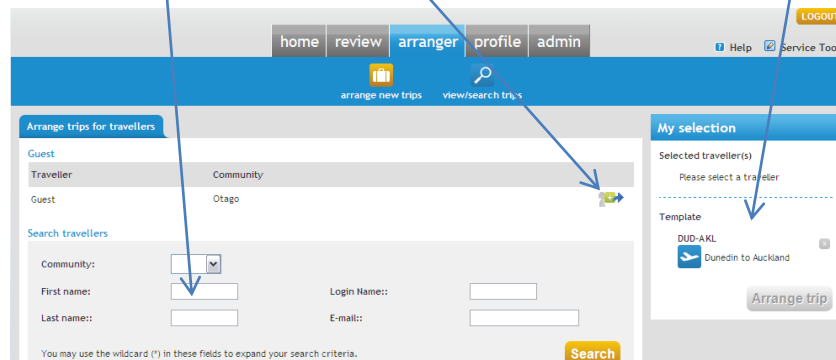 LOGOUT
home review arranger profile admin
Help Service Too
arrange new trips view/search trips
Arrange trips for travellers
Guest
Traveller Community
Guest Otago
Search travellers
Community:
First name: Login Name::
Last name:: E-mail::
You may use the wildcard (*) in these fields to expand your search criteria.
Search
My selection
Selected traveller(s)
Please select a traveller
Template
DUD-AKL
Dunedin to Auckland
Arrange trip